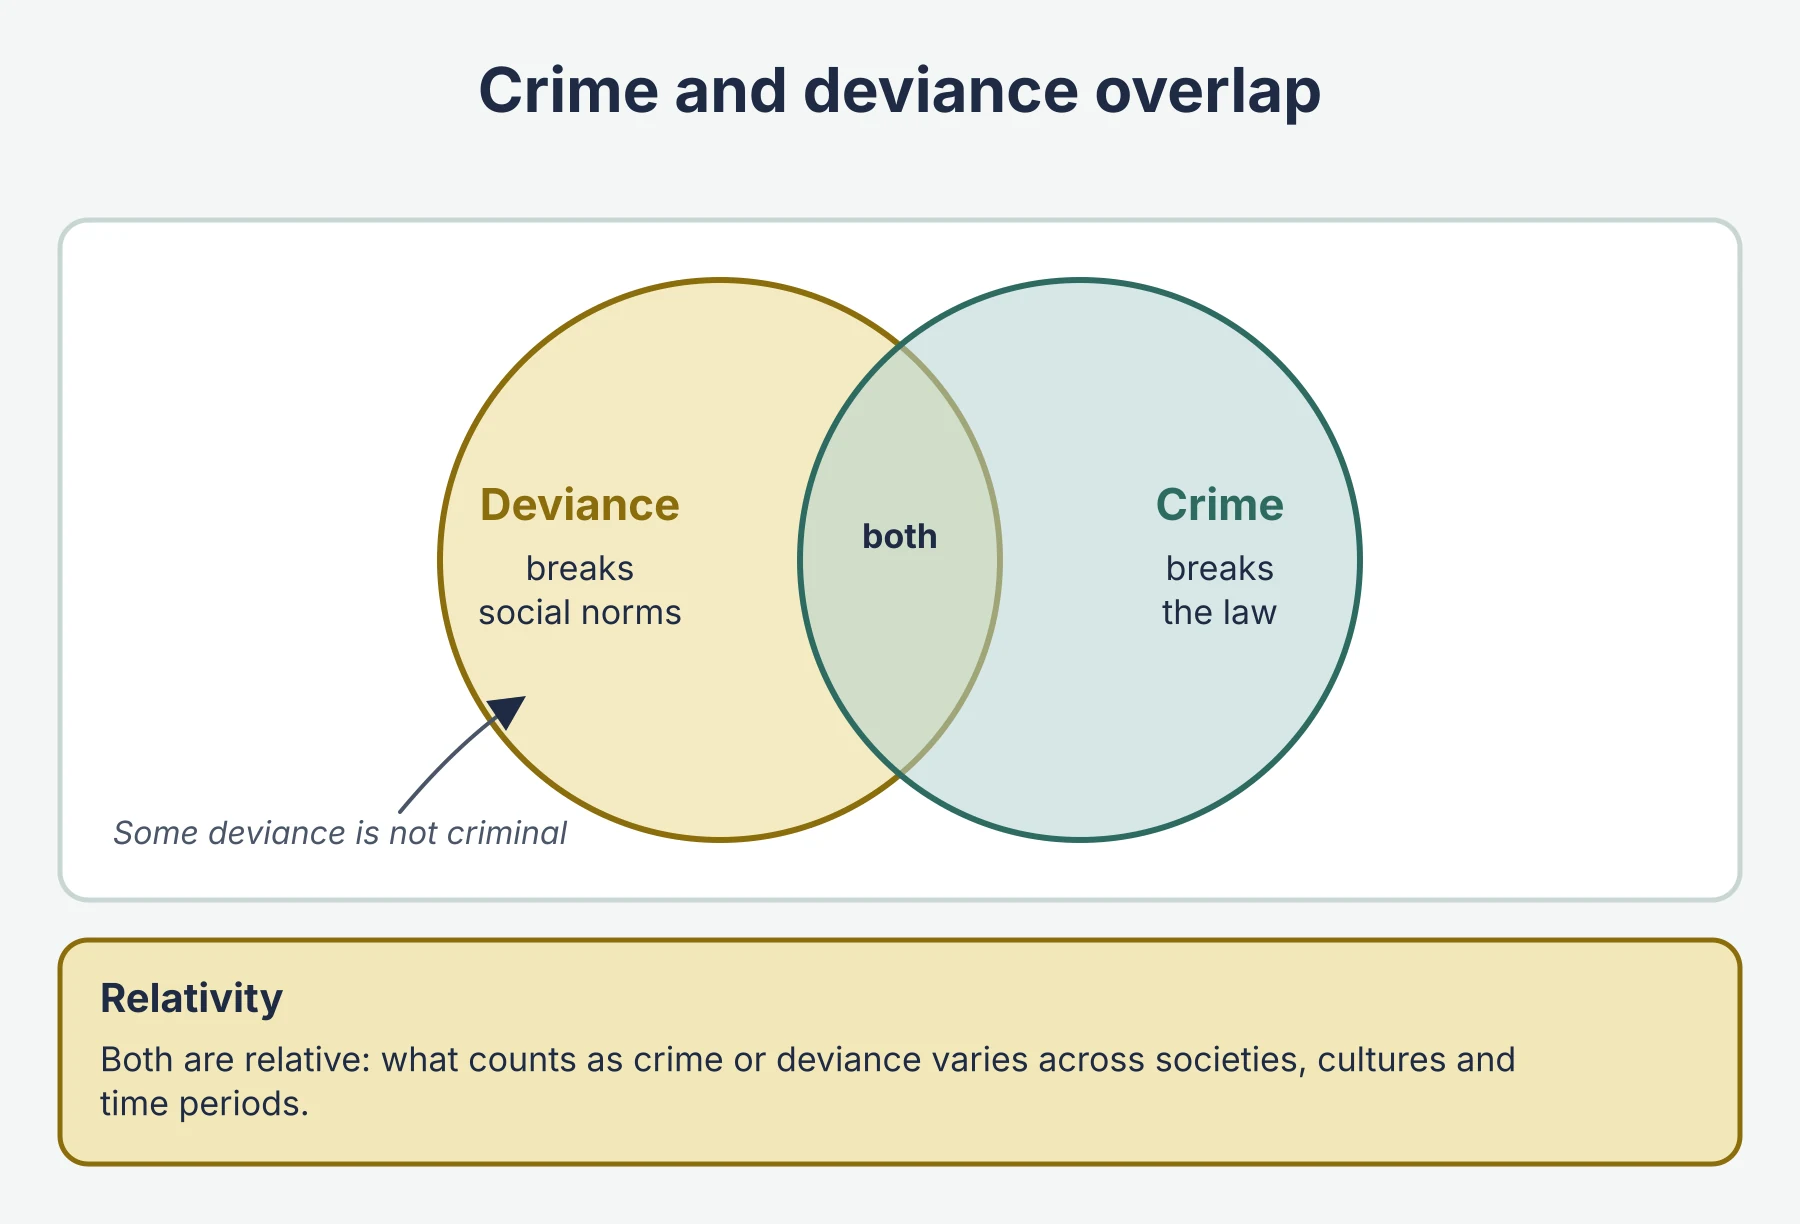 Crime and deviance overlap
Deviance
breaks
social norms
both
Crime
breaks
the law
Some deviance is not criminal
Relativity
Both are relative: what counts as crime or deviance varies across societies, cultures and
time periods.